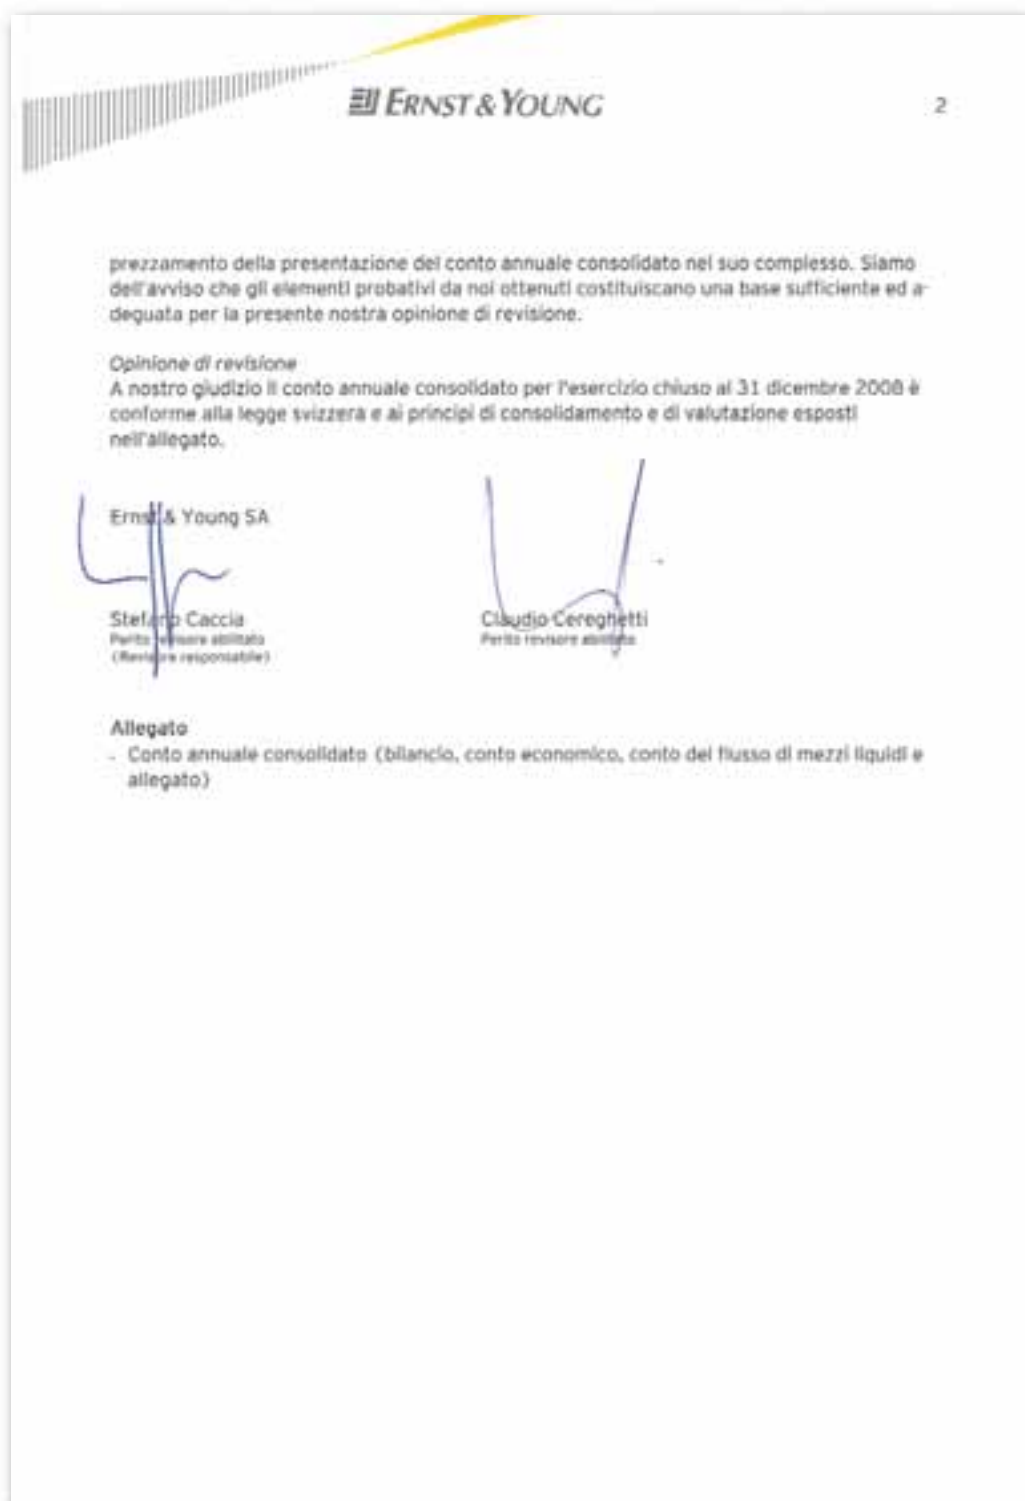 ERNST & YOUNG
2
prezzamento della presentazione del conto annuale consolidato nel suo complesso. Siamo
dell'avviso che gli elementi probativi da noi ottenuti costituiscano una base sufficiente ed a-
deguata per la presente nostra opinione di revisione.
Opinione di revisione
A nostro giudizio il conto annuale consolidato per l'esercizio chiuso al 31 dicembre 2008 è
conforme alla legge svizzera e ai principi di consolidamento e di valutazione esposti
nell'allegato.
Ernst & Young SA
Stefano Caccia
Perito revisore abilitato
(Revisore responsabile)
Claudio Cereghetti
Perito revisore abilitato
Allegato
- Conto annuale consolidato (bilancio, conto economico, conto del flusso di mezzi liquidi e
allegato)